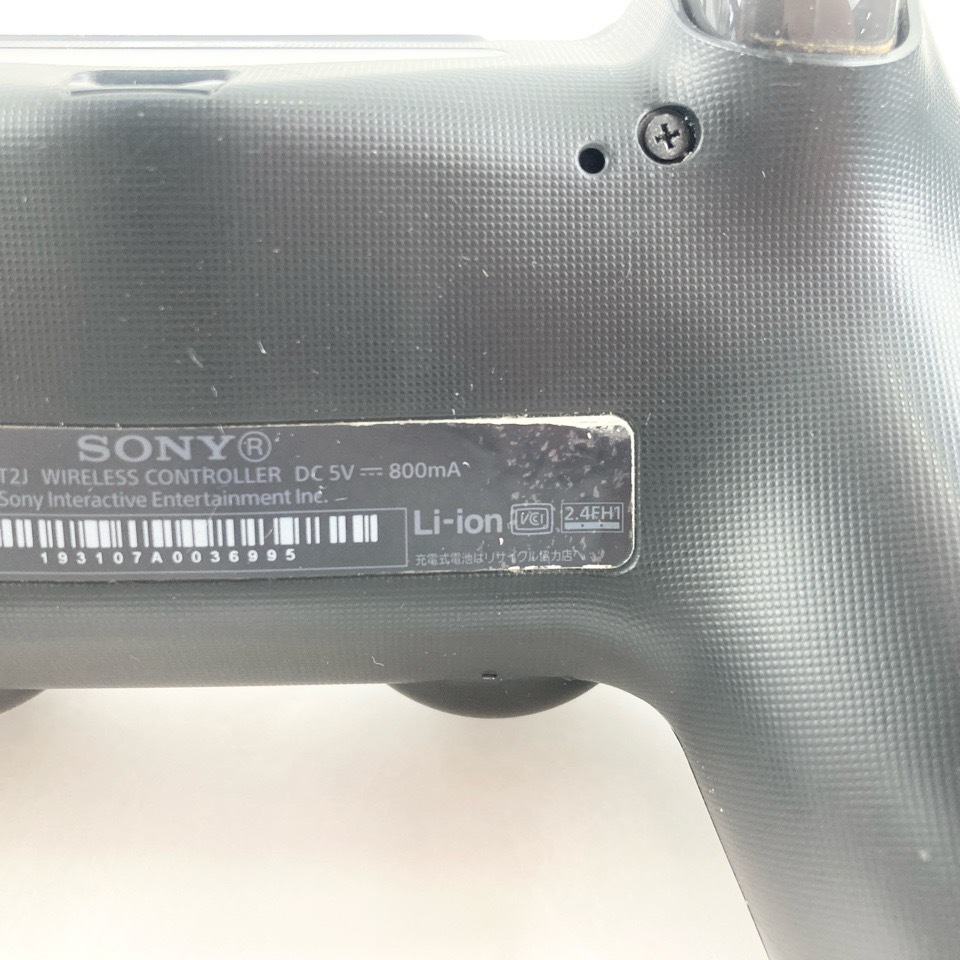 SONY®
T2J WIRELESS CONTROLLER DC 5V ⎓ 800mA
Sony Interactive Entertainment Inc.
193107A0036995
Li-ion VCCI 2.4FH1
充電式電池はリサイクル協力店へ